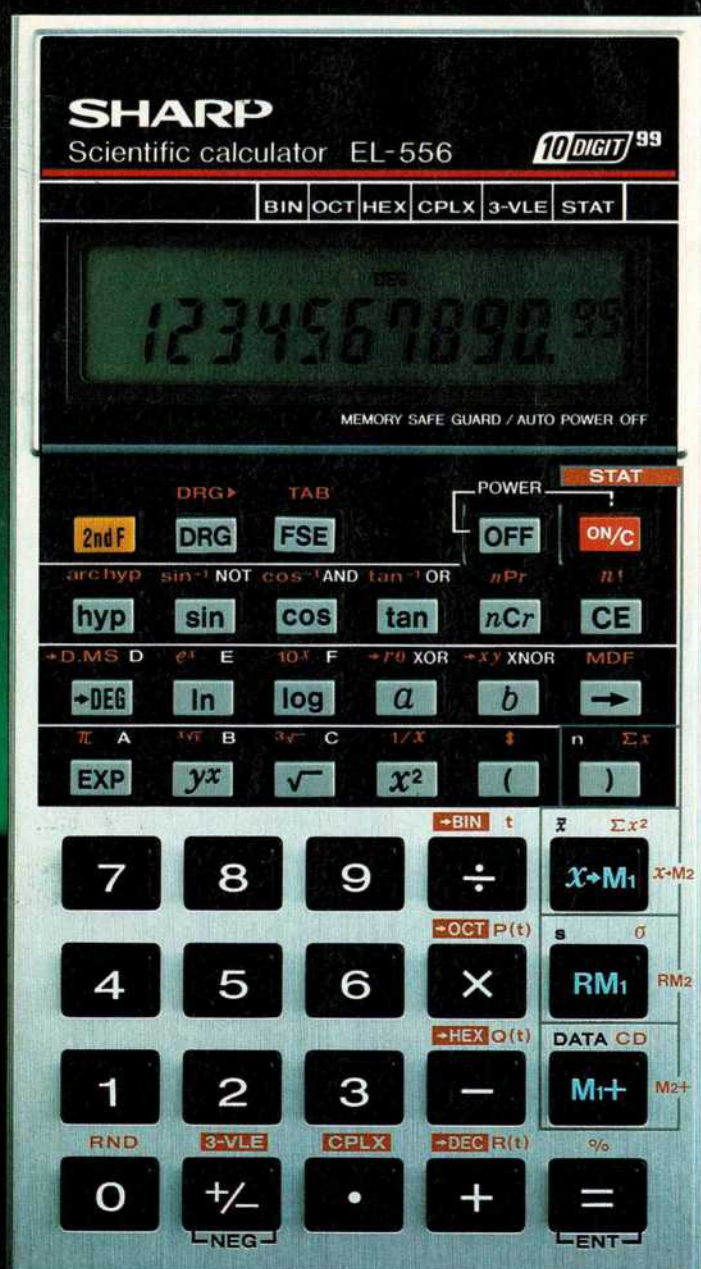 SHARP
Scientific calculator EL-556 10 DIGIT 99
BIN OCT HEX CPLX 3-VLE STAT
DEG
1234567890. 99
MEMORY SAFE GUARD / AUTO POWER OFF
STAT
DRG▶ TAB POWER
2ndF DRG FSE OFF ON/C
archyp sin⁻¹ NOT cos⁻¹ AND tan⁻¹ OR nPr n!
hyp sin cos tan nCr CE
→D.MS D eˣ E 10ˣ F →rθ XOR →xy XNOR MDF
→DEG ln log a b →
π A ˣ√y B ³√ C 1/x ↕ n Σx
EXP yˣ √ x² ( )
→BIN t x̄ Σx²
7 8 9 ÷ x→M₁ x→M₂
→OCT P(t) s σ
4 5 6 × RM₁ RM₂
→HEX Q(t) DATA CD
1 2 3 − M₁+ M₂+
RND 3-VLE CPLX →DEC R(t) %
0 +/− • + =
NEG ENT